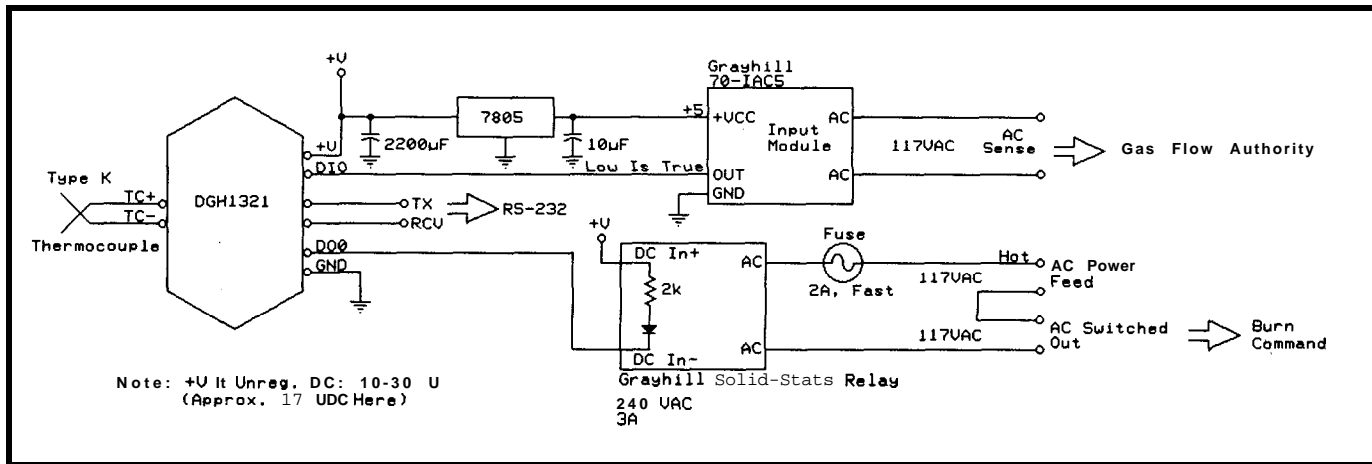 +V
Grayhill
70-IAC5
+5
7805
2200µF
10µF
+VCC
AC
Input
Module
117VAC
AC
Sense
Gas Flow Authority
+V
DIO
Low Is True
OUT
AC
GND
Type K
TC+
TC-
Thermocouple
DGH1321
TX
RCV
RS-232
DO0
GND
+V
DC In+
AC
2k
DC In-
AC
Fuse
2A, Fast
117VAC
Hot
AC Power
Feed
117VAC
AC Switched
Out
Burn
Command
Grayhill Solid-Stats Relay
240 VAC
3A
Note: +U It Unreg. DC: 10-30 U
(Approx. 17 UDC Here)